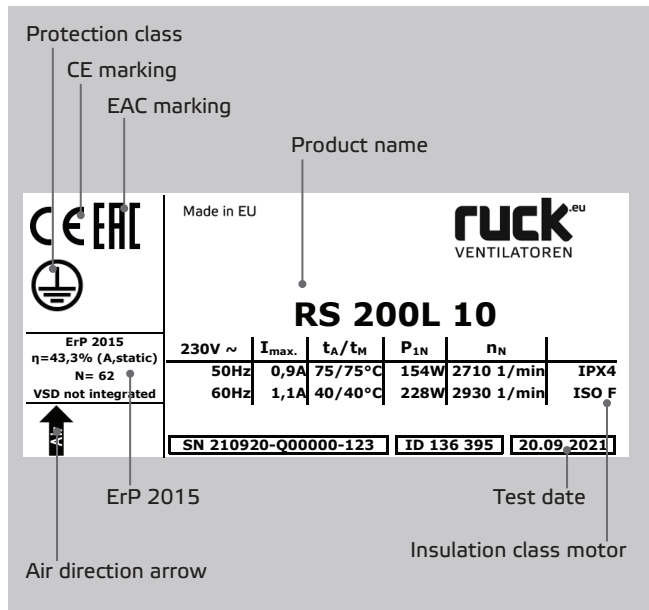 Protection class
CE marking
EAC marking
Product name
CE EAC
Made in EU
ruck.eu
VENTILATOREN
RS 200L 10
ErP 2015
η=43,3% (A,static)
N= 62
VSD not integrated
230V ~ Imax. tA/tM P1N nN
50Hz 0,9A 75/75°C 154W 2710 1/min IPX4
60Hz 1,1A 40/40°C 228W 2930 1/min ISO F
Air
SN 210920-Q00000-123 ID 136 395 20.09.2021
ErP 2015
Test date
Insulation class motor
Air direction arrow